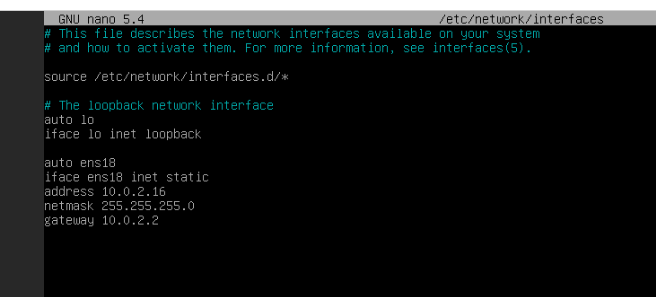 GNU nano 5.4 /etc/network/interfaces
# This file describes the network interfaces available on your system
# and how to activate them. For more information, see interfaces(5).
source /etc/network/interfaces.d/*
# The loopback network interface
auto lo
iface lo inet loopback
auto ens18
iface ens18 inet static
address 10.0.2.16
netmask 255.255.255.0
gateway 10.0.2.2